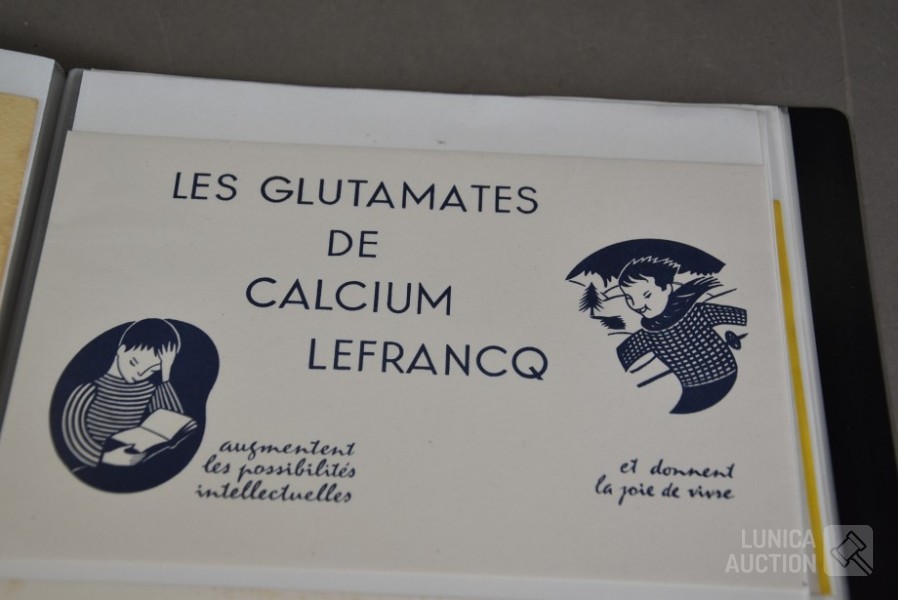 LES GLUTAMATES
DE
CALCIUM
LEFRANCQ
augmentent
les possibilités
intellectuelles
et donnent
la joie de vivre
LUNICA
AUCTION